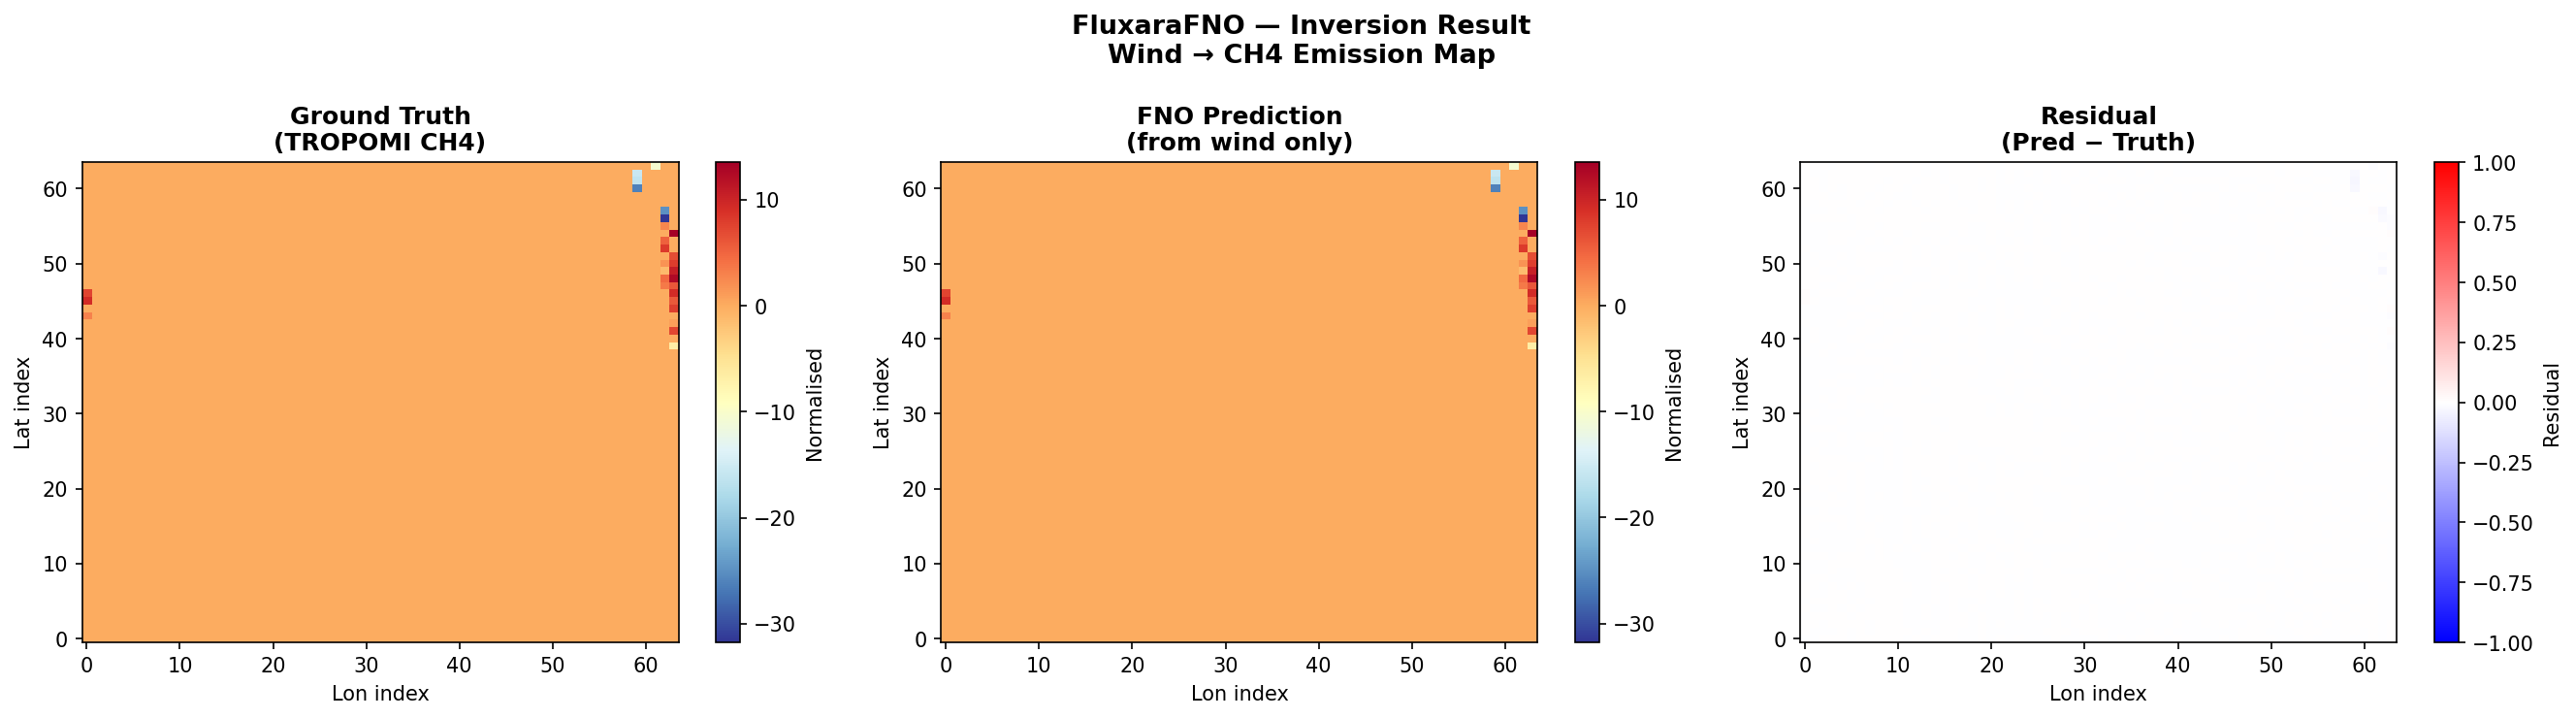 FluxaraFNO — Inversion Result
Wind → CH4 Emission Map
Ground Truth
(TROPOMI CH4)
60
50
40
30
20
10
0
Lat index
0 10 20 30 40 50 60
Lon index
10
0
−10
−20
−30
Normalised
FNO Prediction
(from wind only)
60
50
40
30
20
10
0
Lat index
0 10 20 30 40 50 60
Lon index
10
0
−10
−20
−30
Normalised
Residual
(Pred − Truth)
60
50
40
30
20
10
0
Lat index
0 10 20 30 40 50 60
Lon index
1.00
0.75
0.50
0.25
0.00
−0.25
−0.50
−0.75
−1.00
Residual